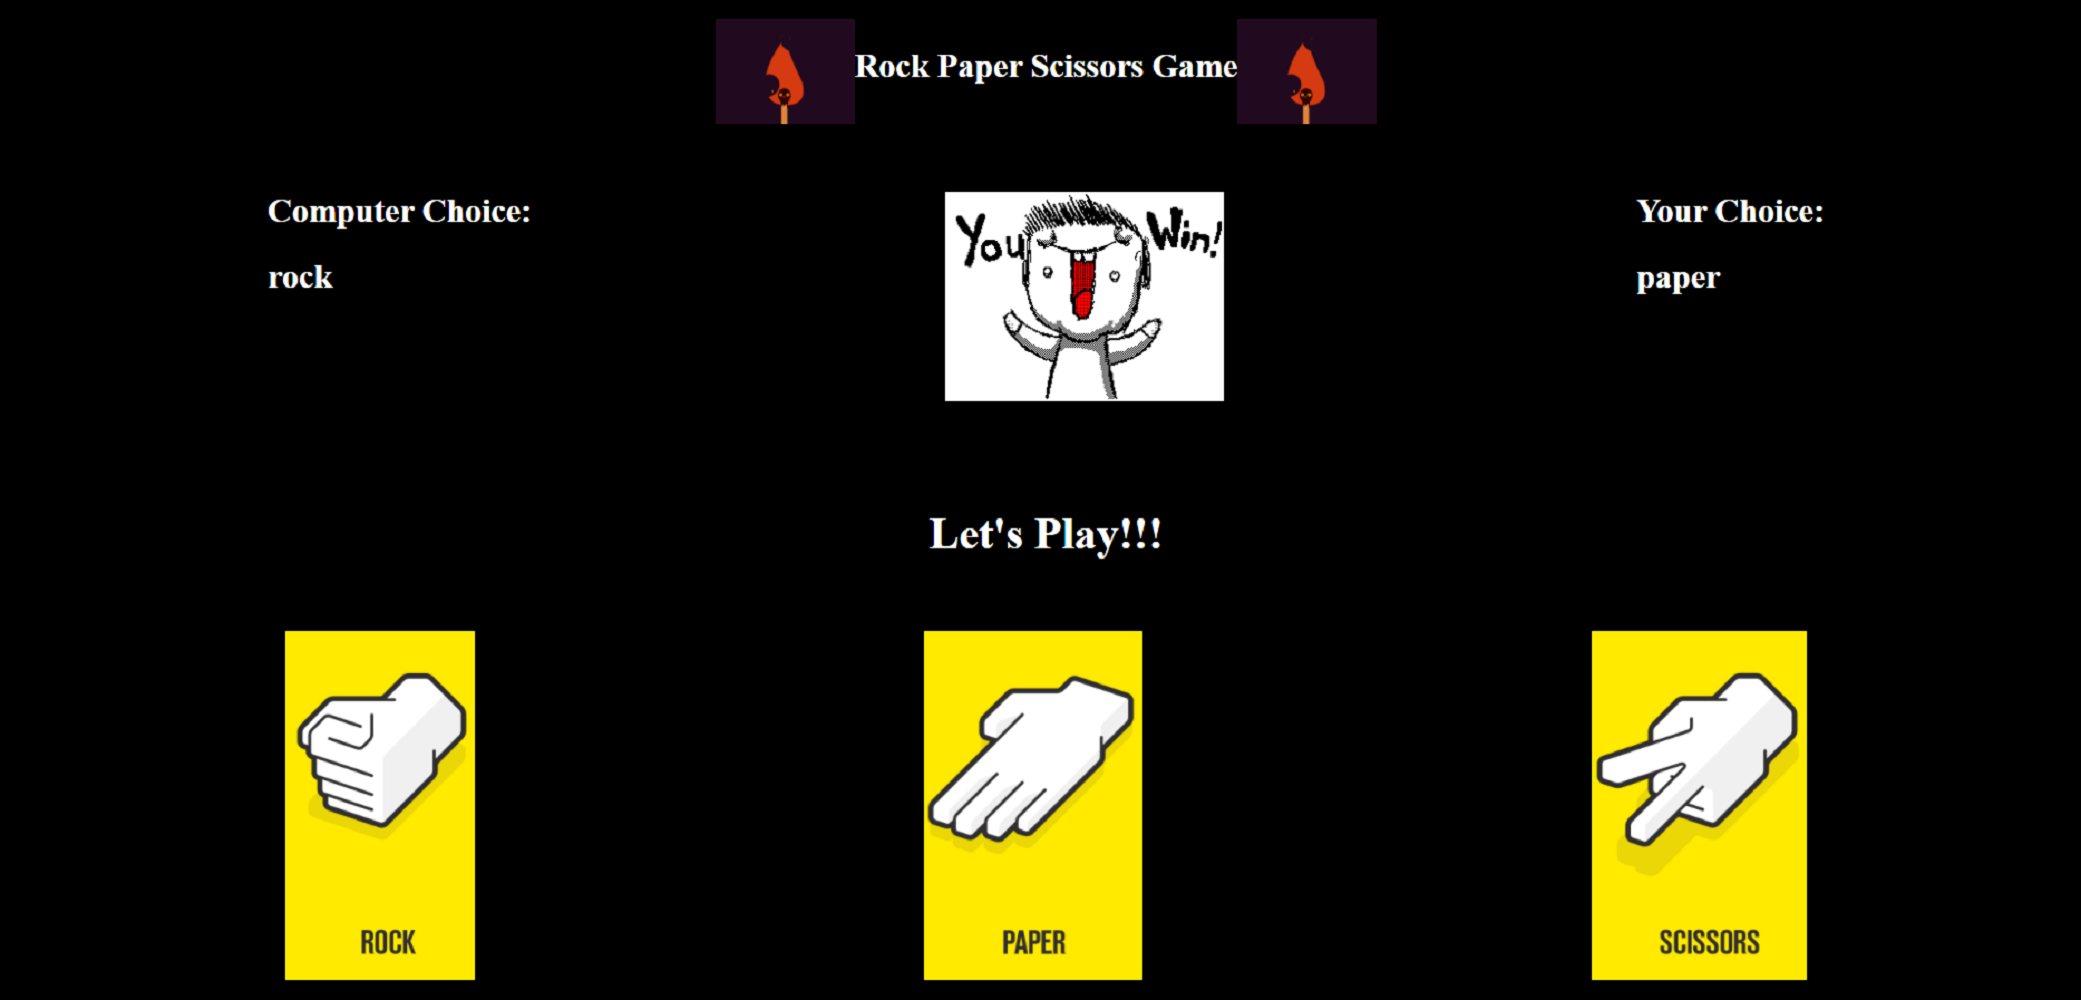 Rock Paper Scissors Game
Computer Choice:
rock
You Win!
Your Choice:
paper
Let's Play!!!
ROCK
PAPER
SCISSORS